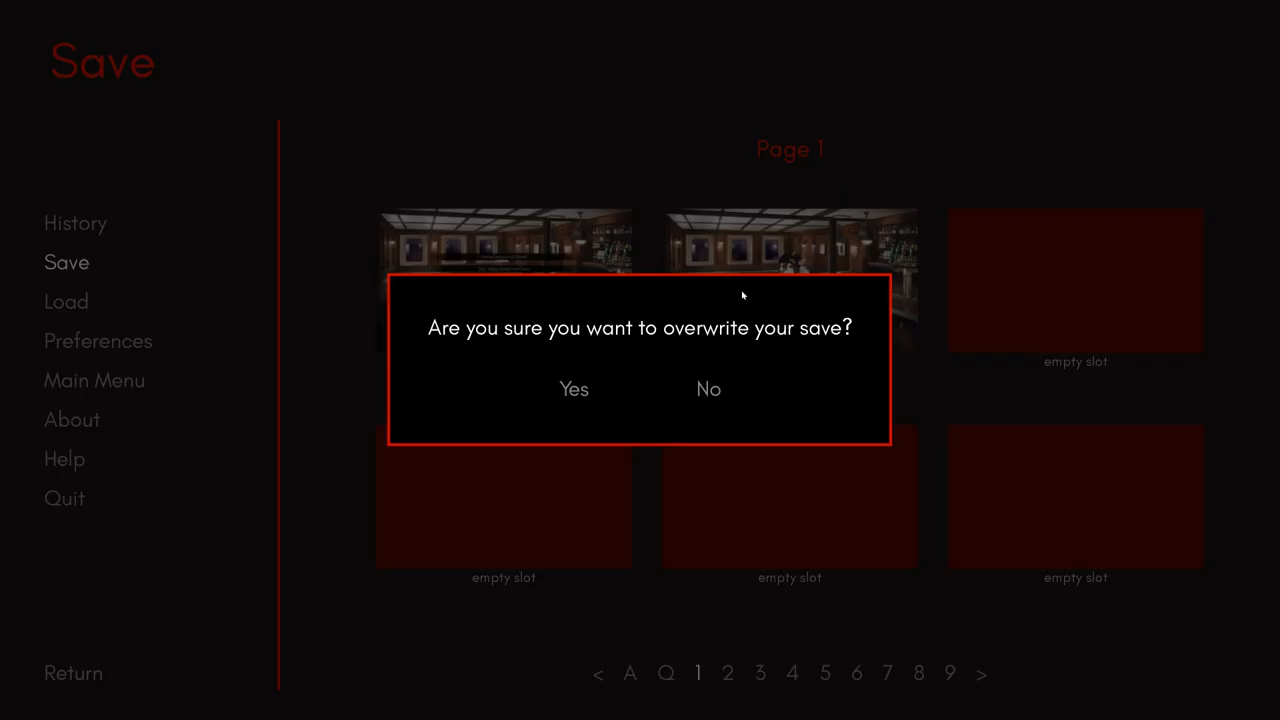 Save
Page 1
History
Save
Load
Preferences
Main Menu
About
Help
Quit
Are you sure you want to overwrite your save?
Yes No
empty slot
empty slot empty slot empty slot
Return
< A Q 1 2 3 4 5 6 7 8 9 >